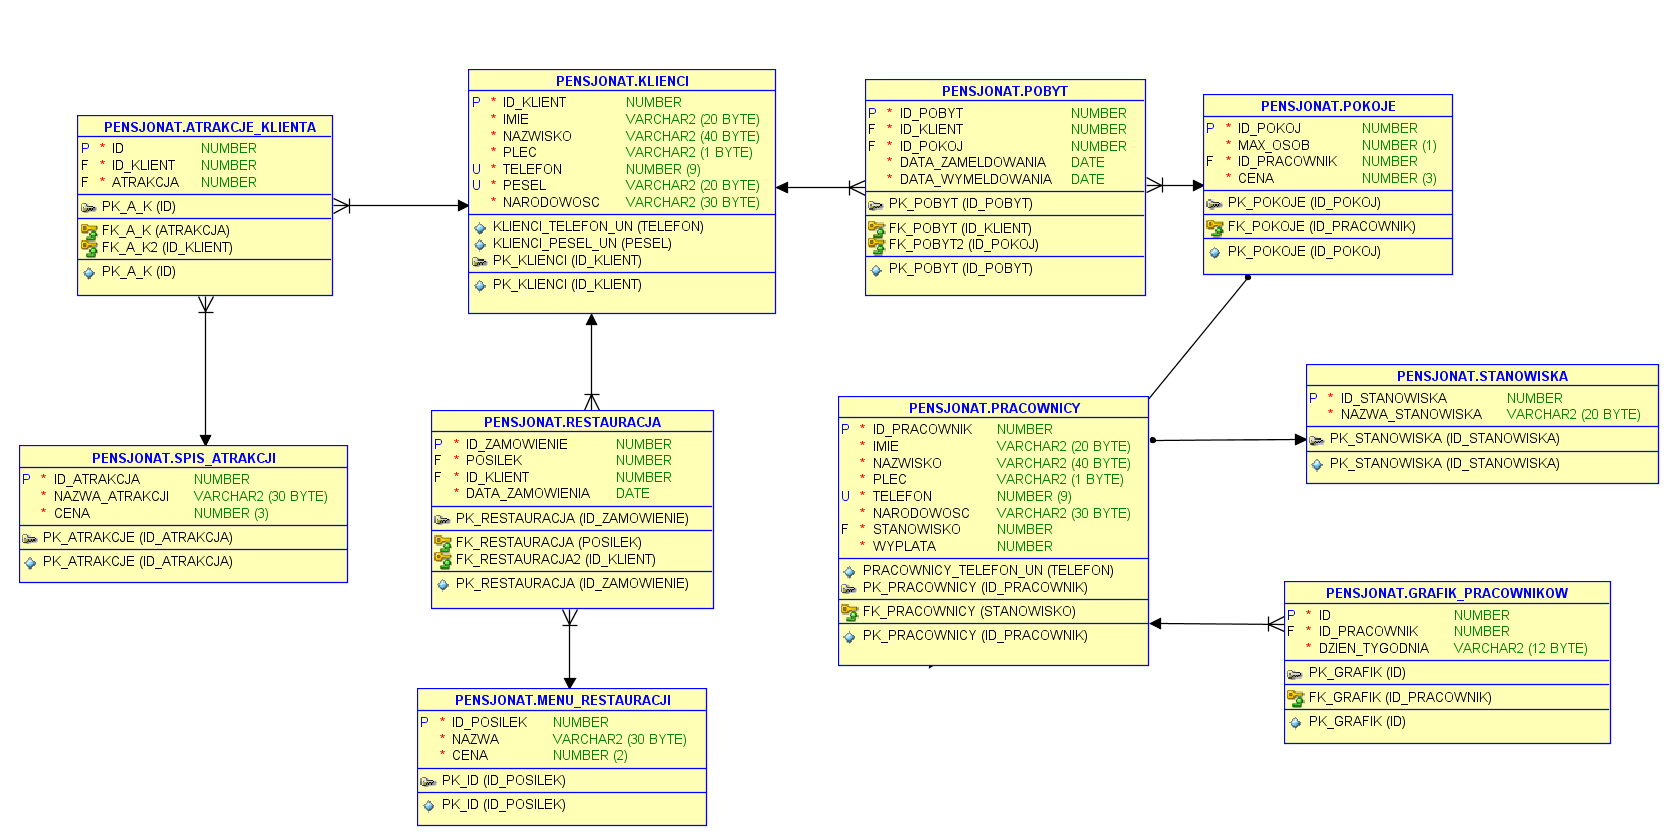 PENSJONAT.ATRAKCJE_KLIENTA
P * ID NUMBER
F * ID_KLIENT NUMBER
F * ATRAKCJA NUMBER
PK_A_K (ID)
FK_A_K (ATRAKCJA)
FK_A_K2 (ID_KLIENT)
PK_A_K (ID)
PENSJONAT.KLIENCI
P * ID_KLIENT NUMBER
* IMIE VARCHAR2 (20 BYTE)
* NAZWISKO VARCHAR2 (40 BYTE)
* PLEC VARCHAR2 (1 BYTE)
U * TELEFON NUMBER (9)
U * PESEL VARCHAR2 (20 BYTE)
* NARODOWOSC VARCHAR2 (30 BYTE)
KLIENCI_TELEFON_UN (TELEFON)
KLIENCI_PESEL_UN (PESEL)
PK_KLIENCI (ID_KLIENT)
PK_KLIENCI (ID_KLIENT)
PENSJONAT.POBYT
P * ID_POBYT NUMBER
F * ID_KLIENT NUMBER
F * ID_POKOJ NUMBER
* DATA_ZAMELDOWANIA DATE
* DATA_WYMELDOWANIA DATE
PK_POBYT (ID_POBYT)
FK_POBYT (ID_KLIENT)
FK_POBYT2 (ID_POKOJ)
PK_POBYT (ID_POBYT)
PENSJONAT.POKOJE
P * ID_POKOJ NUMBER
* MAX_OSOB NUMBER (1)
F * ID_PRACOWNIK NUMBER
* CENA NUMBER (3)
PK_POKOJE (ID_POKOJ)
FK_POKOJE (ID_PRACOWNIK)
PK_POKOJE (ID_POKOJ)
PENSJONAT.SPIS_ATRAKCJI
P * ID_ATRAKCJA NUMBER
* NAZWA_ATRAKCJI VARCHAR2 (30 BYTE)
* CENA NUMBER (3)
PK_ATRAKCJE (ID_ATRAKCJA)
PK_ATRAKCJE (ID_ATRAKCJA)
PENSJONAT.RESTAURACJA
P * ID_ZAMOWIENIE NUMBER
F * POSILEK NUMBER
F * ID_KLIENT NUMBER
* DATA_ZAMOWIENIA DATE
PK_RESTAURACJA (ID_ZAMOWIENIE)
FK_RESTAURACJA (POSILEK)
FK_RESTAURACJA2 (ID_KLIENT)
PK_RESTAURACJA (ID_ZAMOWIENIE)
PENSJONAT.PRACOWNICY
P * ID_PRACOWNIK NUMBER
* IMIE VARCHAR2 (20 BYTE)
* NAZWISKO VARCHAR2 (40 BYTE)
* PLEC VARCHAR2 (1 BYTE)
U * TELEFON NUMBER (9)
* NARODOWOSC VARCHAR2 (30 BYTE)
F * STANOWISKO NUMBER
* WYPLATA NUMBER
PRACOWNICY_TELEFON_UN (TELEFON)
PK_PRACOWNICY (ID_PRACOWNIK)
FK_PRACOWNICY (STANOWISKO)
PK_PRACOWNICY (ID_PRACOWNIK)
PENSJONAT.STANOWISKA
P * ID_STANOWISKA NUMBER
* NAZWA_STANOWISKA VARCHAR2 (20 BYTE)
PK_STANOWISKA (ID_STANOWISKA)
PK_STANOWISKA (ID_STANOWISKA)
PENSJONAT.GRAFIK_PRACOWNIKOW
P * ID NUMBER
F * ID_PRACOWNIK NUMBER
* DZIEN_TYGODNIA VARCHAR2 (12 BYTE)
PK_GRAFIK (ID)
FK_GRAFIK (ID_PRACOWNIK)
PK_GRAFIK (ID)
PENSJONAT.MENU_RESTAURACJI
P * ID_POSILEK NUMBER
* NAZWA VARCHAR2 (30 BYTE)
* CENA NUMBER (2)
PK_ID (ID_POSILEK)
PK_ID (ID_POSILEK)